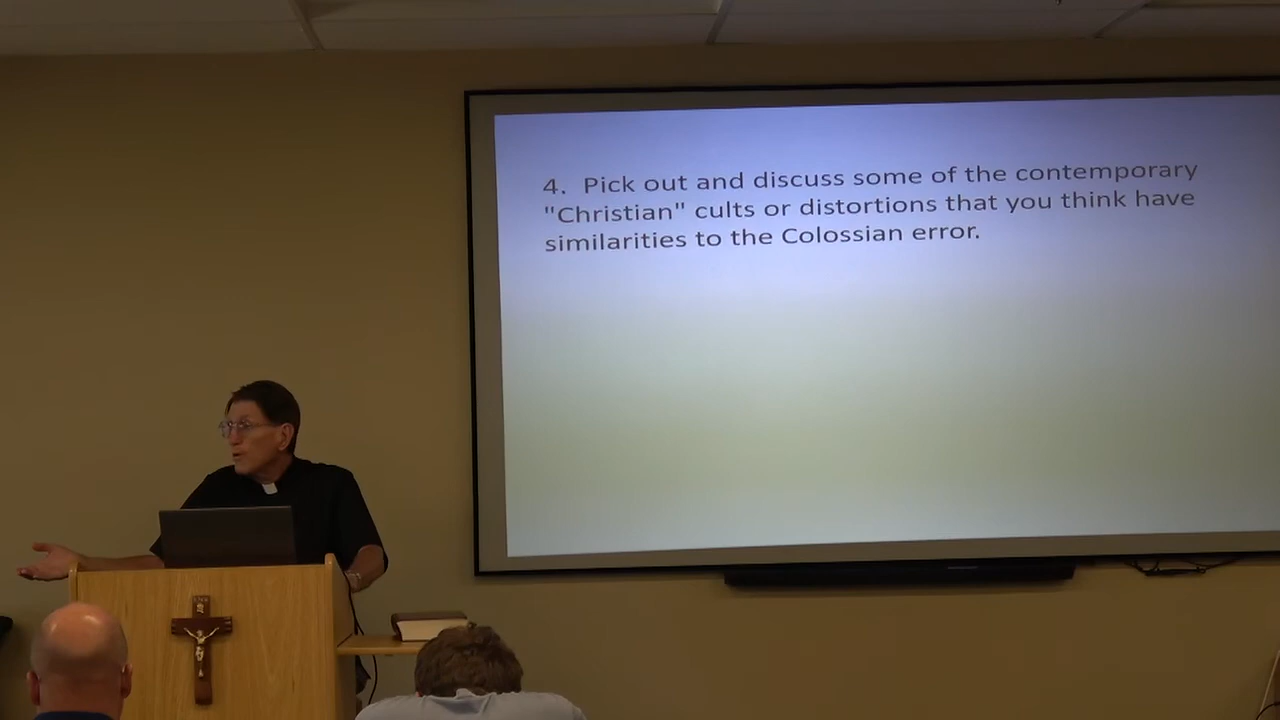 4. Pick out and discuss some of the contemporary
"Christian" cults or distortions that you think have
similarities to the Colossian error.